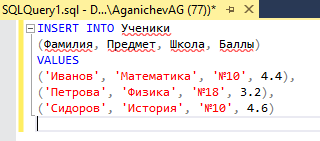 SQLQuery1.sql - D...\AganichevAG (77))*
INSERT INTO Ученики
(Фамилия, Предмет, Школа, Баллы)
VALUES
('Иванов', 'Математика', '№10', 4.4),
('Петрова', 'Физика', '№18', 3.2),
('Сидоров', 'История', '№10', 4.6)